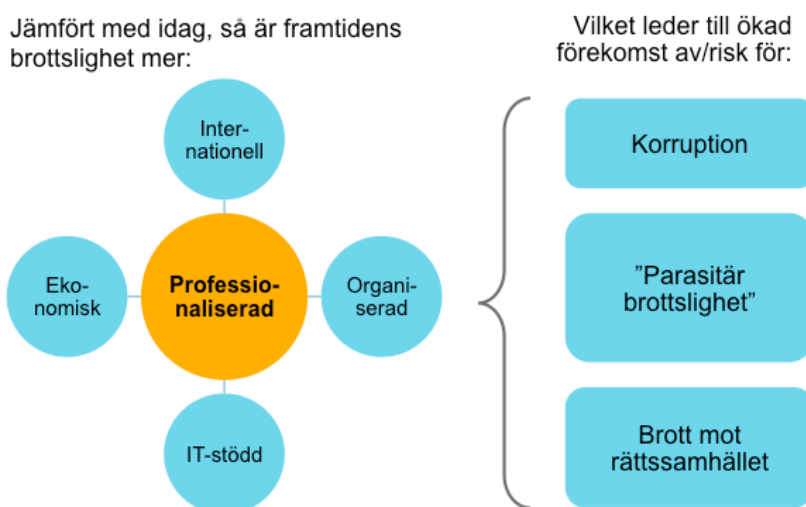 Jämfört med idag, så är framtidens
brottslighet mer:
Inter-
nationell
Eko-
nomisk
Professio-
naliserad
Organi-
serad
IT-stödd
Vilket leder till ökad
förekomst av/risk för:
Korruption
”Parasitär
brottslighet”
Brott mot
rättssamhället